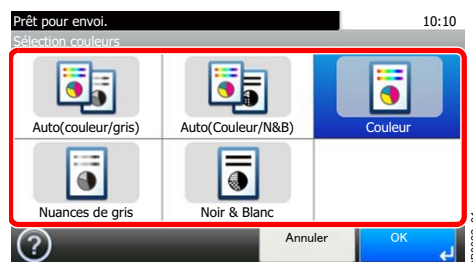 Prêt pour envoi. 10:10
Sélection couleurs
Auto(couleur/gris) Auto(Couleur/N&B) Couleur
Nuances de gris Noir & Blanc
? Annuler OK